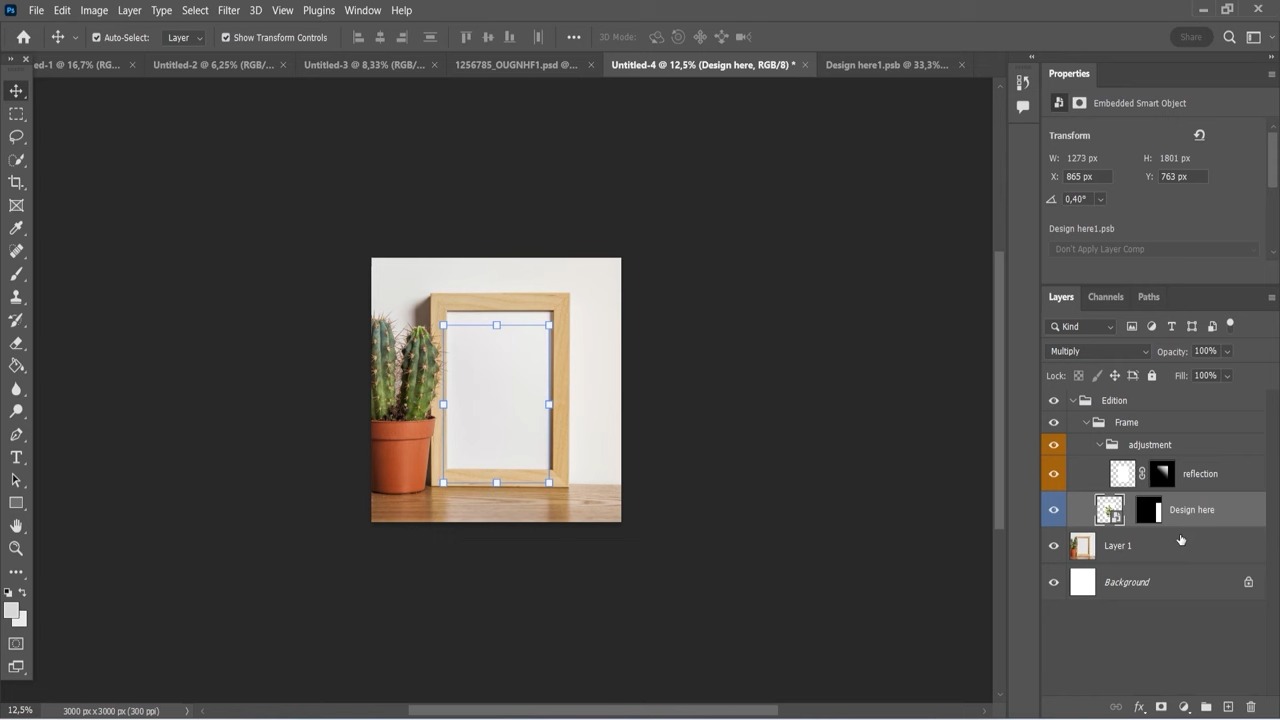 Ps File Edit Image Layer Type Select Filter 3D View Plugins Window Help
Auto-Select: Layer Show Transform Controls 3D Mode: Share
ed-1 @ 16,7% (RG... Untitled-2 @ 6,25% (RGB/... Untitled-3 @ 8,33% (RGB/... 1256785_OUGNHF1.psd @... Untitled-4 @ 12,5% (Design here, RGB/8) * Design here1.psb @ 33,3%...
Properties
Embedded Smart Object
Transform
W: 1273 px H: 1801 px
X: 865 px Y: 763 px
0,40°
Design here1.psb
Don't Apply Layer Comp
Layers Channels Paths
Kind
Multiply Opacity: 100%
Lock: Fill: 100%
Edition
Frame
adjustment
reflection
Design here
Layer 1
Background
12,5% 3000 px x 3000 px (300 ppi)